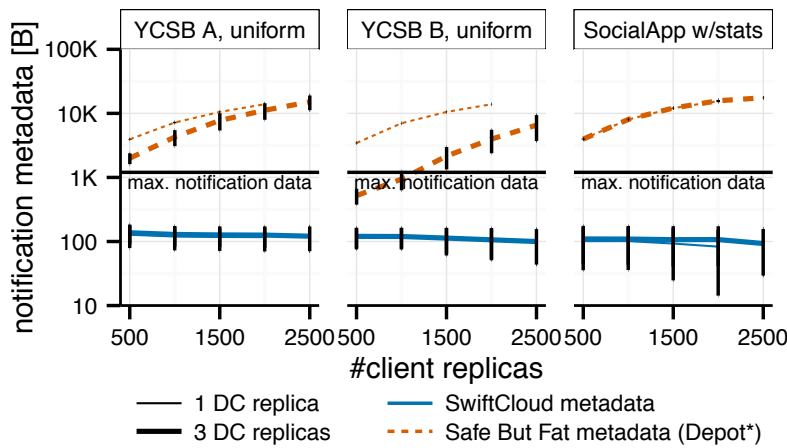 YCSB A, uniform
YCSB B, uniform
SocialApp w/stats
notification metadata [B]
100K
10K
1K
100
10
max. notification data
max. notification data
max. notification data
500 1500 2500
500 1500 2500
500 1500 2500
#client replicas
1 DC replica
3 DC replicas
SwiftCloud metadata
Safe But Fat metadata (Depot*)